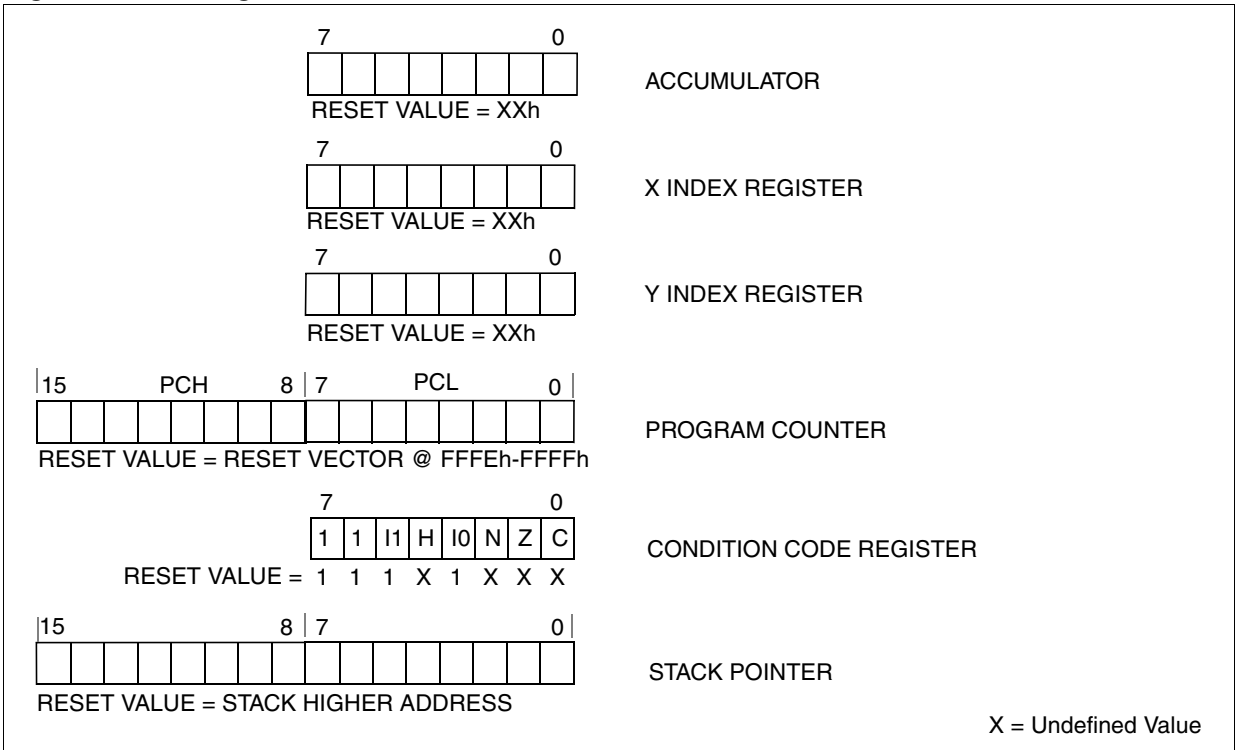 7 0
ACCUMULATOR
RESET VALUE = XXh
7 0
X INDEX REGISTER
RESET VALUE = XXh
7 0
Y INDEX REGISTER
RESET VALUE = XXh
15 PCH 8 7 PCL 0
PROGRAM COUNTER
RESET VALUE = RESET VECTOR @ FFFEh-FFFFh
7 0
1 1 I1 H I0 N Z C
CONDITION CODE REGISTER
RESET VALUE = 1 1 1 X 1 X X X
15 8 7 0
STACK POINTER
RESET VALUE = STACK HIGHER ADDRESS
X = Undefined Value